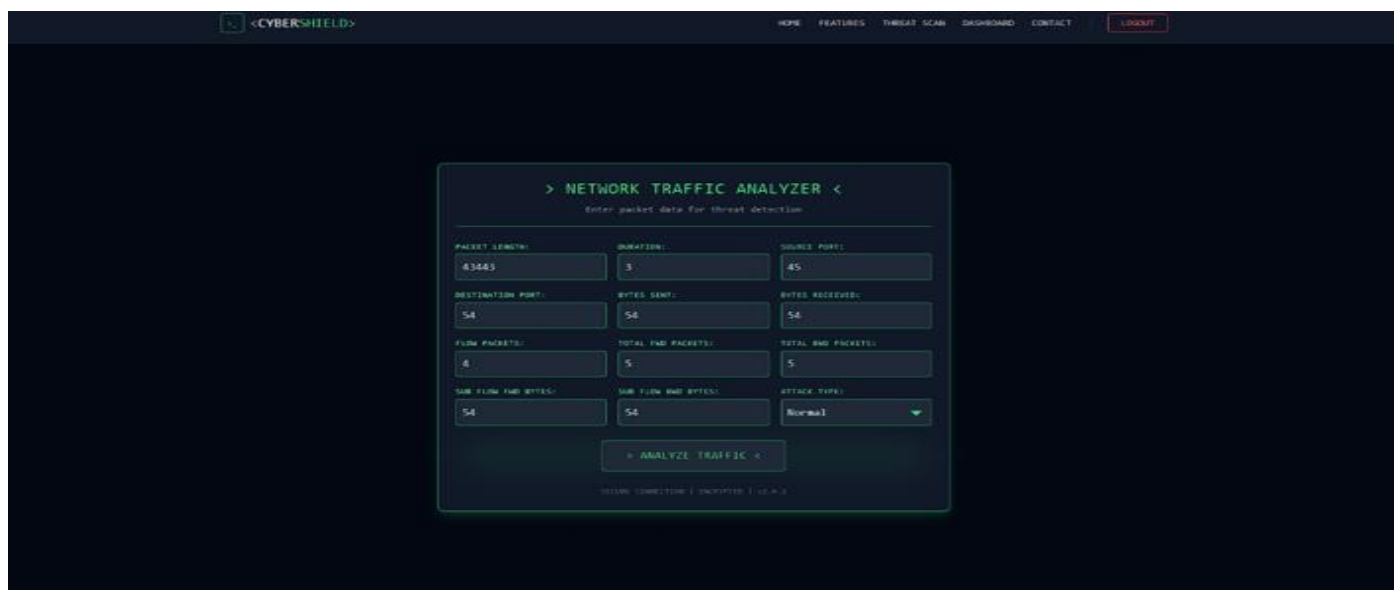 <CYBERSHIELD>
HOME FEATURES THREAT SCAN DASHBOARD CONTACT LOGOUT
> NETWORK TRAFFIC ANALYZER <
Enter packet data for threat detection
PACKET LENGTH: DURATION: SOURCE PORT:
43443 3 45
DESTINATION PORT: BYTES SENT: BYTES RECEIVED:
54 54 54
FLOW PACKETS: TOTAL FWD PACKETS: TOTAL BWD PACKETS:
4 5 5
SUB FLOW FWD BYTES: SUB FLOW BWD BYTES: ATTACK TYPE:
54 54 Normal
> ANALYZE TRAFFIC <
SECURE CONNECTION | ENCRYPTED |